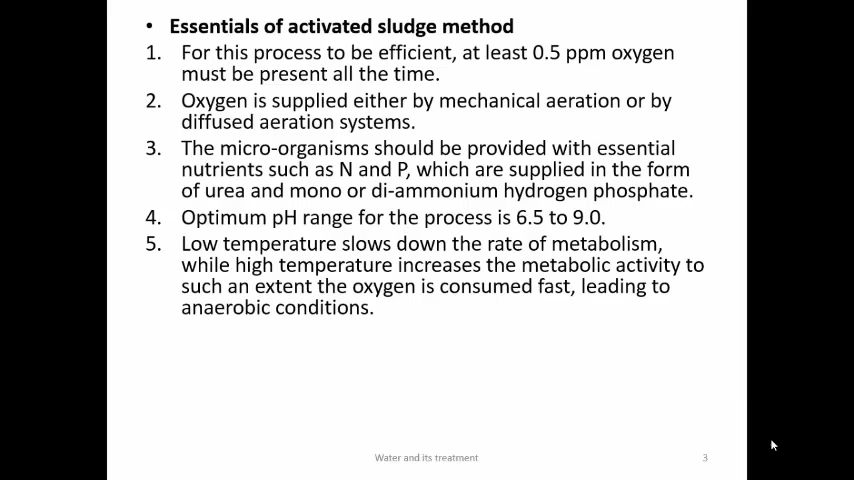 • Essentials of activated sludge method
1. For this process to be efficient, at least 0.5 ppm oxygen
must be present all the time.
2. Oxygen is supplied either by mechanical aeration or by
diffused aeration systems.
3. The micro-organisms should be provided with essential
nutrients such as N and P, which are supplied in the form
of urea and mono or di-ammonium hydrogen phosphate.
4. Optimum pH range for the process is 6.5 to 9.0.
5. Low temperature slows down the rate of metabolism,
while high temperature increases the metabolic activity to
such an extent the oxygen is consumed fast, leading to
anaerobic conditions.
Water and its treatment 3